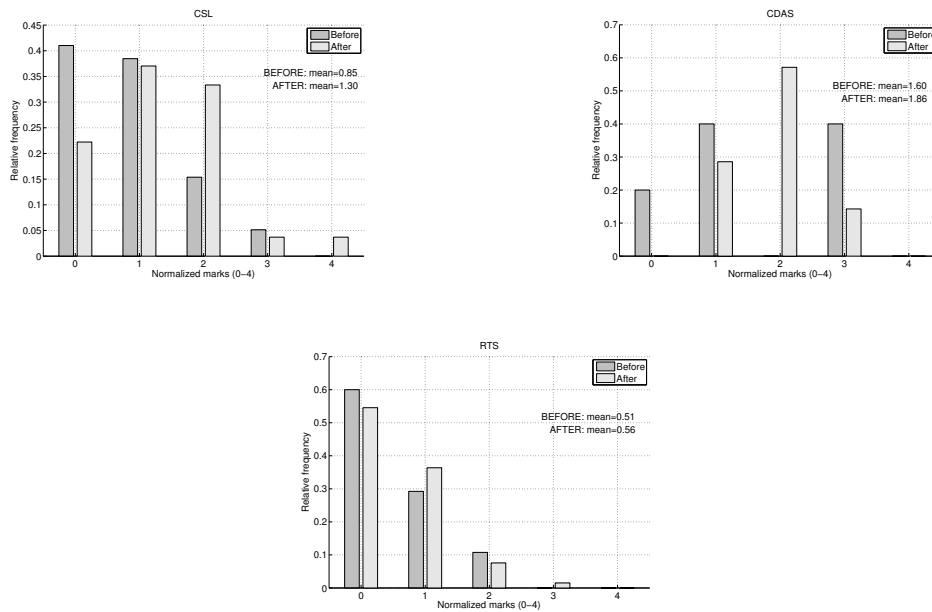 CSL
0.45
0.4
0.35
0.3
0.25
0.2
0.15
0.1
0.05
0
Relative frequency
Before
After
BEFORE: mean=0.85
AFTER: mean=1.30
0 1 2 3 4
Normalized marks (0−4)
CDAS
0.7
0.6
0.5
0.4
0.3
0.2
0.1
0
Relative frequency
Before
After
BEFORE: mean=1.60
AFTER: mean=1.86
0 1 2 3 4
Normalized marks (0−4)
RTS
0.7
0.6
0.5
0.4
0.3
0.2
0.1
0
Relative frequency
Before
After
BEFORE: mean=0.51
AFTER: mean=0.56
0 1 2 3 4
Normalized marks (0−4)